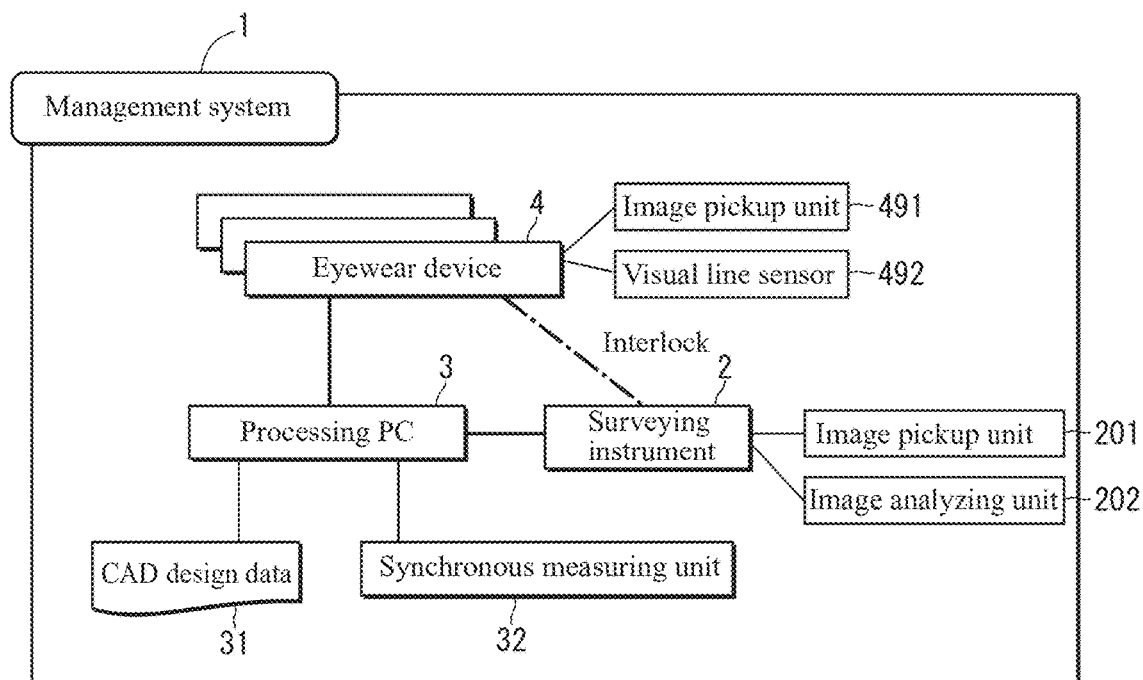 1
Management system
4
Image pickup unit 491
Eyewear device
Visual line sensor 492
Interlock
3
2
Processing PC
Surveying
instrument
Image pickup unit 201
Image analyzing unit 202
CAD design data
Synchronous measuring unit
31
32